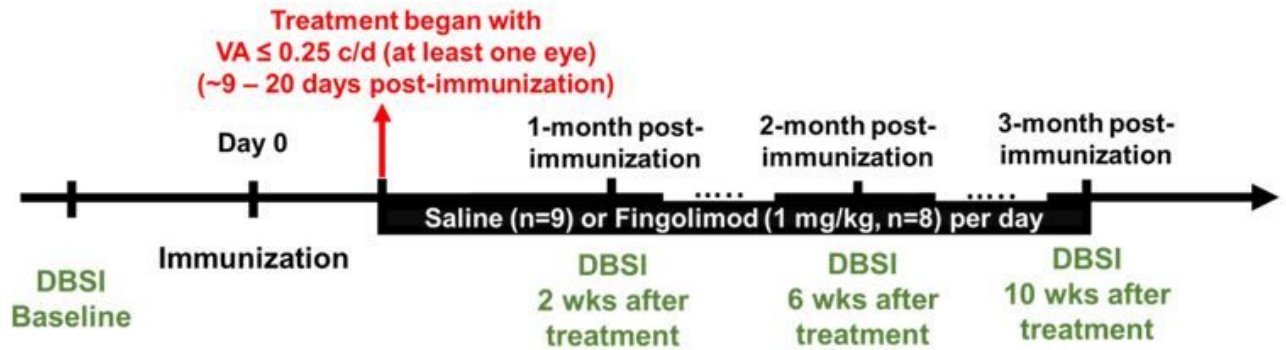 Treatment began with
VA ≤ 0.25 c/d (at least one eye)
(~9 – 20 days post-immunization)
Day 0
1-month post-
immunization
2-month post-
immunization
3-month post-
immunization
.....
.....
Saline (n=9) or Fingolimod (1 mg/kg, n=8) per day
Immunization
DBSI
Baseline
DBSI
2 wks after
treatment
DBSI
6 wks after
treatment
DBSI
10 wks after
treatment